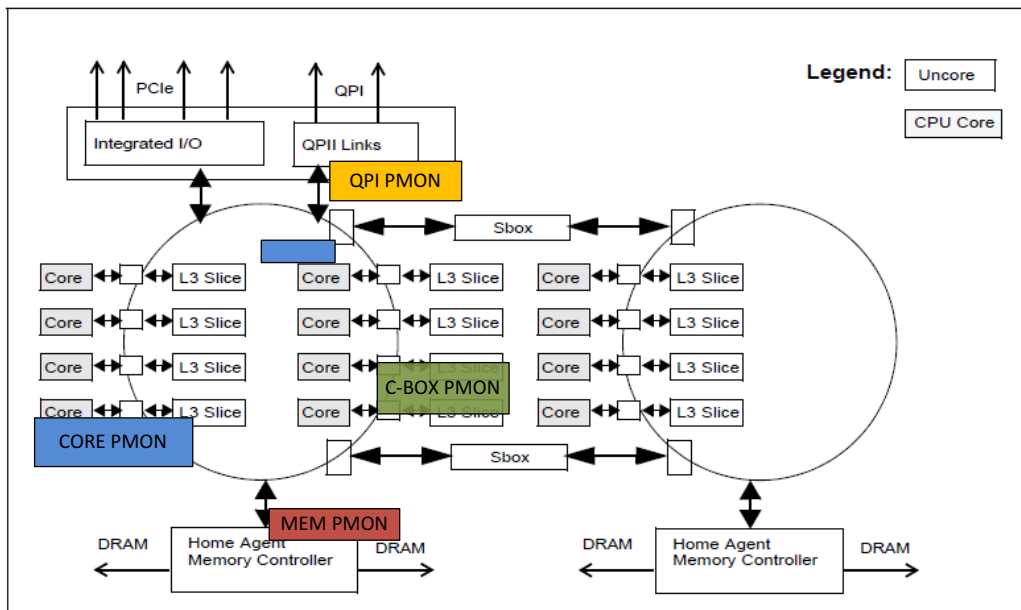 PCIe
QPI
Legend:
Uncore
CPU Core
Integrated I/O
QPII Links
QPI PMON
Sbox
Core
L3 Slice
Core
L3 Slice
Core
L3 Slice
Core
L3 Slice
Core
L3 Slice
Core
L3 Slice
Core
L3 Slice
Core
L3 Slice
Core
L3 Slice
C-BOX PMON
Core
L3 Slice
Core
L3 Slice
Core
L3 Slice
CORE PMON
Sbox
MEM PMON
DRAM
Home Agent
Memory Controller
DRAM
DRAM
Home Agent
Memory Controller
DRAM